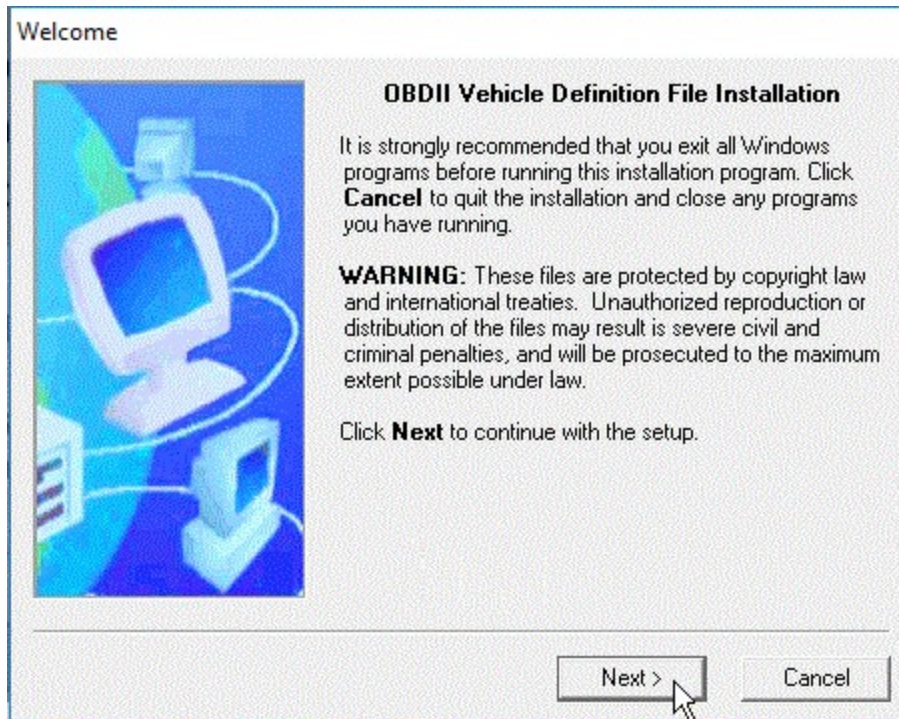 Welcome
OBDII Vehicle Definition File Installation
It is strongly recommended that you exit all Windows
programs before running this installation program. Click
Cancel to quit the installation and close any programs
you have running.
WARNING: These files are protected by copyright law
and international treaties.  Unauthorized reproduction or
distribution of the files may result is severe civil and
criminal penalties, and will be prosecuted to the maximum
extent possible under law.
Click Next to continue with the setup.
Next >
Cancel